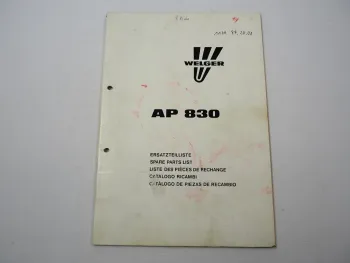 WELGER
AP 830
ERSATZTEILLISTE
SPARE PARTS LIST
LISTE DES PIÈCES DE RECHANGE
CATALOGO RICAMBI
CATÁLOGO DE PIEZAS DE RECAMBIO